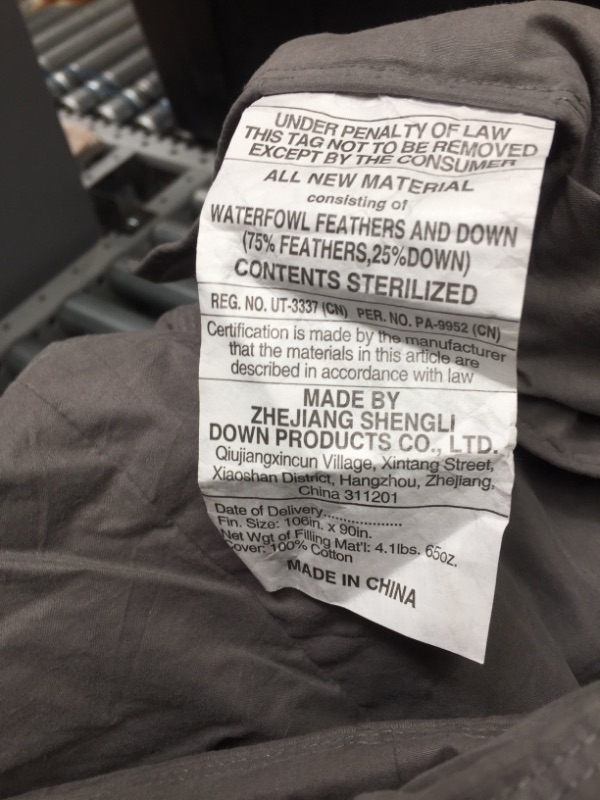 UNDER PENALTY OF LAW
THIS TAG NOT TO BE REMOVED
EXCEPT BY THE CONSUMER
ALL NEW MATERIAL
consisting of
WATERFOWL FEATHERS AND DOWN
(75% FEATHERS,25%DOWN)
CONTENTS STERILIZED
REG. NO. UT-3337 (CN) PER. NO. PA-9952 (CN)
Certification is made by the manufacturer
that the materials in this article are
described in accordance with law
MADE BY
ZHEJIANG SHENGLI
DOWN PRODUCTS CO., LTD.
Qiujiangxincun Village, Xintang Street,
Xiaoshan District, Hangzhou, Zhejiang,
China 311201
Date of Delivery...................
Fin. Size: 106in. x 90in.
Net Wgt of Filling Mat'l: 4.1lbs. 65oz.
Cover: 100% Cotton
MADE IN CHINA